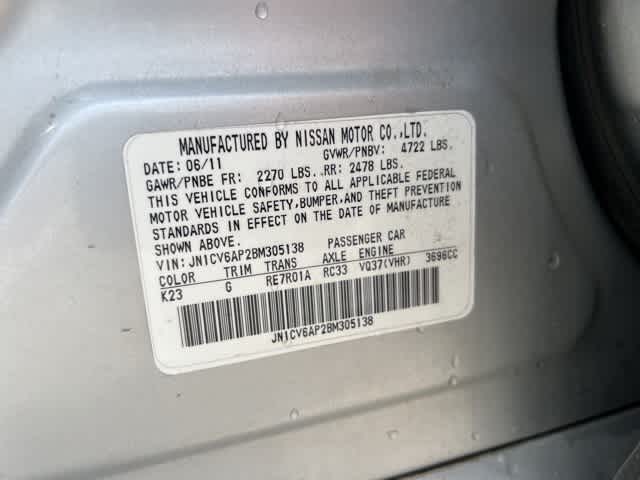 MANUFACTURED BY NISSAN MOTOR CO.,LTD.
DATE: 06/11 GVWR/PNBV: 4722 LBS.
GAWR/PNBE FR: 2270 LBS. RR: 2478 LBS.
THIS VEHICLE CONFORMS TO ALL APPLICABLE FEDERAL
MOTOR VEHICLE SAFETY,BUMPER,AND THEFT PREVENTION
STANDARDS IN EFFECT ON THE DATE OF MANUFACTURE
SHOWN ABOVE.
VIN: JN1CV6AP2BM305138 PASSENGER CAR
COLOR TRIM TRANS AXLE ENGINE
K23 G RE7R01A RC33 VQ37(VHR) 3696CC
JN1CV6AP2BM305138